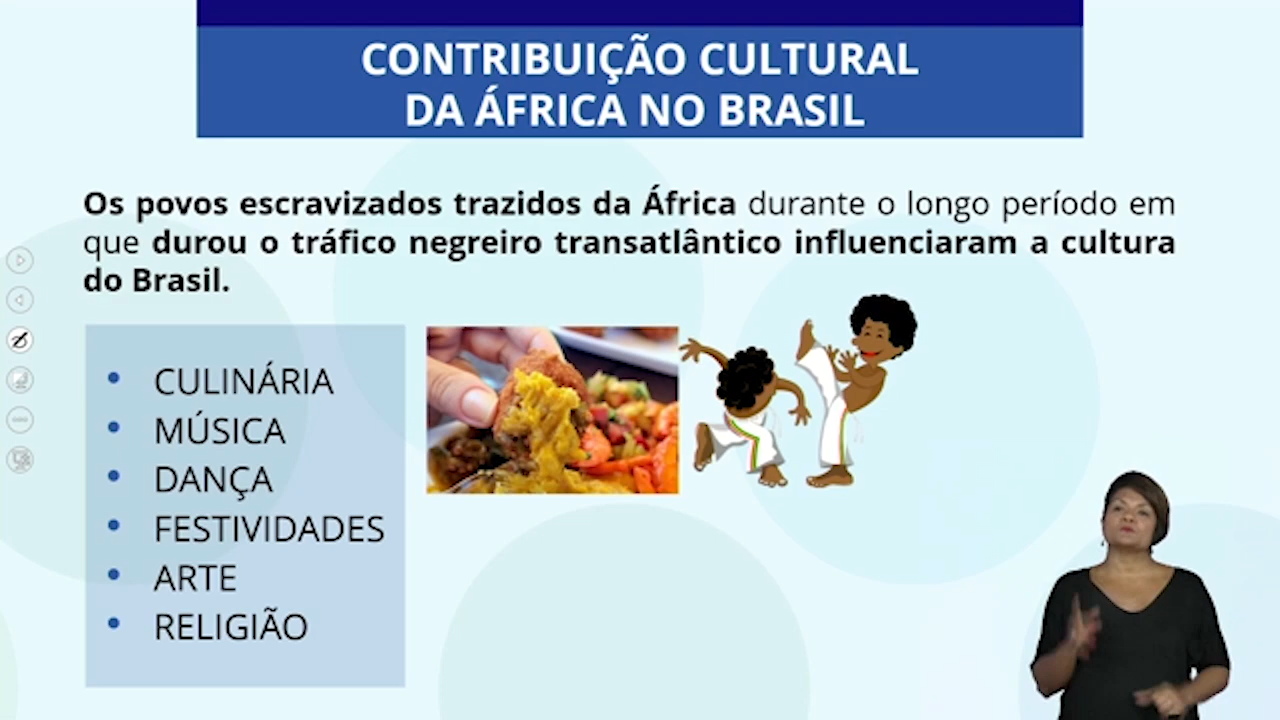 CONTRIBUIÇÃO CULTURAL
DA ÁFRICA NO BRASIL
Os povos escravizados trazidos da África durante o longo período em
que durou o tráfico negreiro transatlântico influenciaram a cultura
do Brasil.
• CULINÁRIA
• MÚSICA
• DANÇA
• FESTIVIDADES
• ARTE
• RELIGIÃO